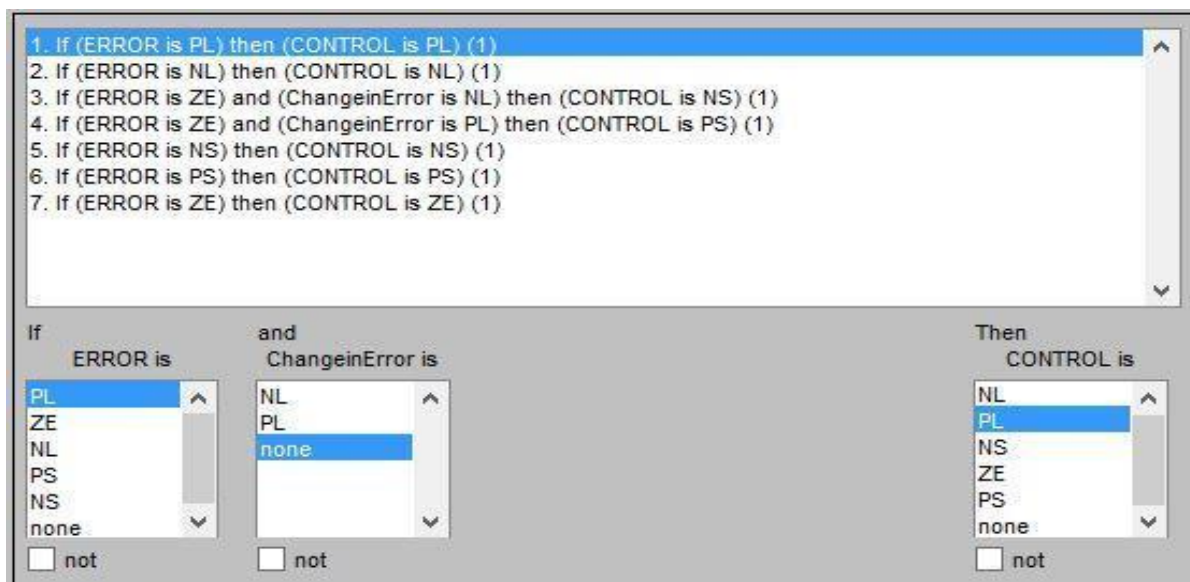 1. If (ERROR is PL) then (CONTROL is PL) (1)
2. If (ERROR is NL) then (CONTROL is NL) (1)
3. If (ERROR is ZE) and (ChangeinError is NL) then (CONTROL is NS) (1)
4. If (ERROR is ZE) and (ChangeinError is PL) then (CONTROL is PS) (1)
5. If (ERROR is NS) then (CONTROL is NS) (1)
6. If (ERROR is PS) then (CONTROL is PS) (1)
7. If (ERROR is ZE) then (CONTROL is ZE) (1)
If
ERROR is
PL
ZE
NL
PS
NS
none
not
and
ChangeinError is
NL
PL
none
not
Then
CONTROL is
NL
PL
NS
ZE
PS
none
not